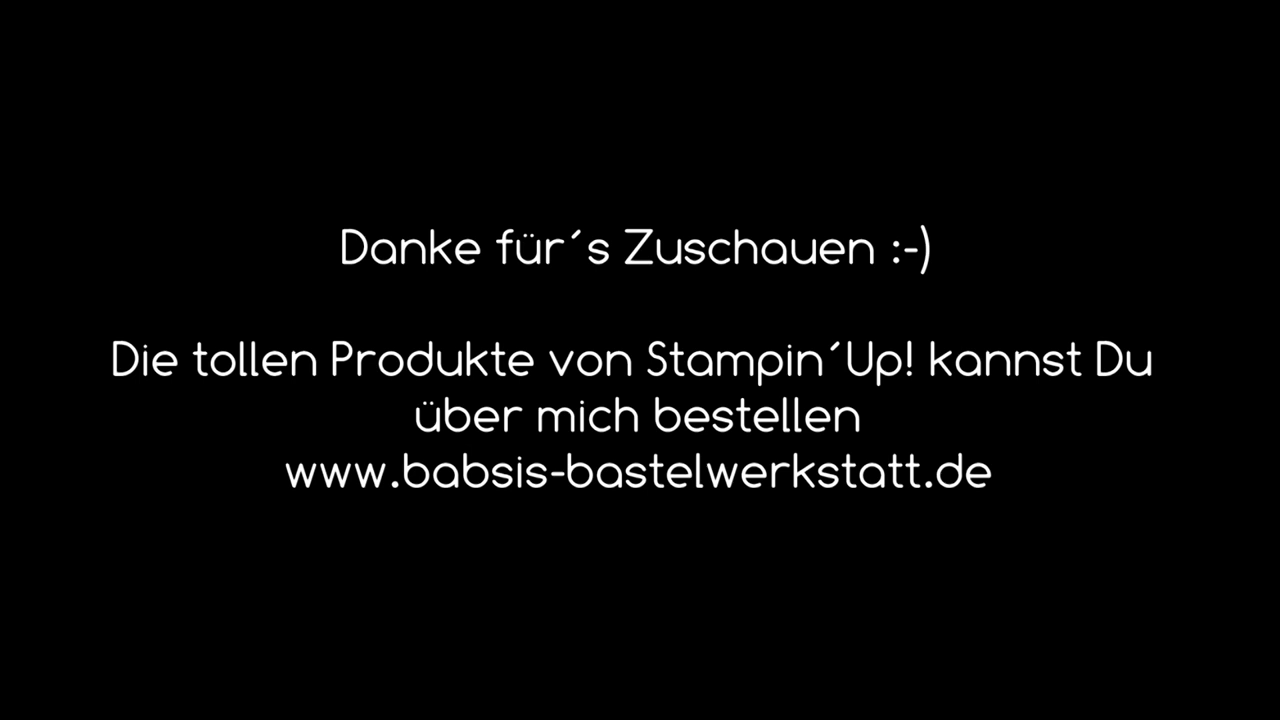 Danke für´s Zuschauen :-)
Die tollen Produkte von Stampin´Up! kannst Du
über mich bestellen
www.babsis-bastelwerkstatt.de